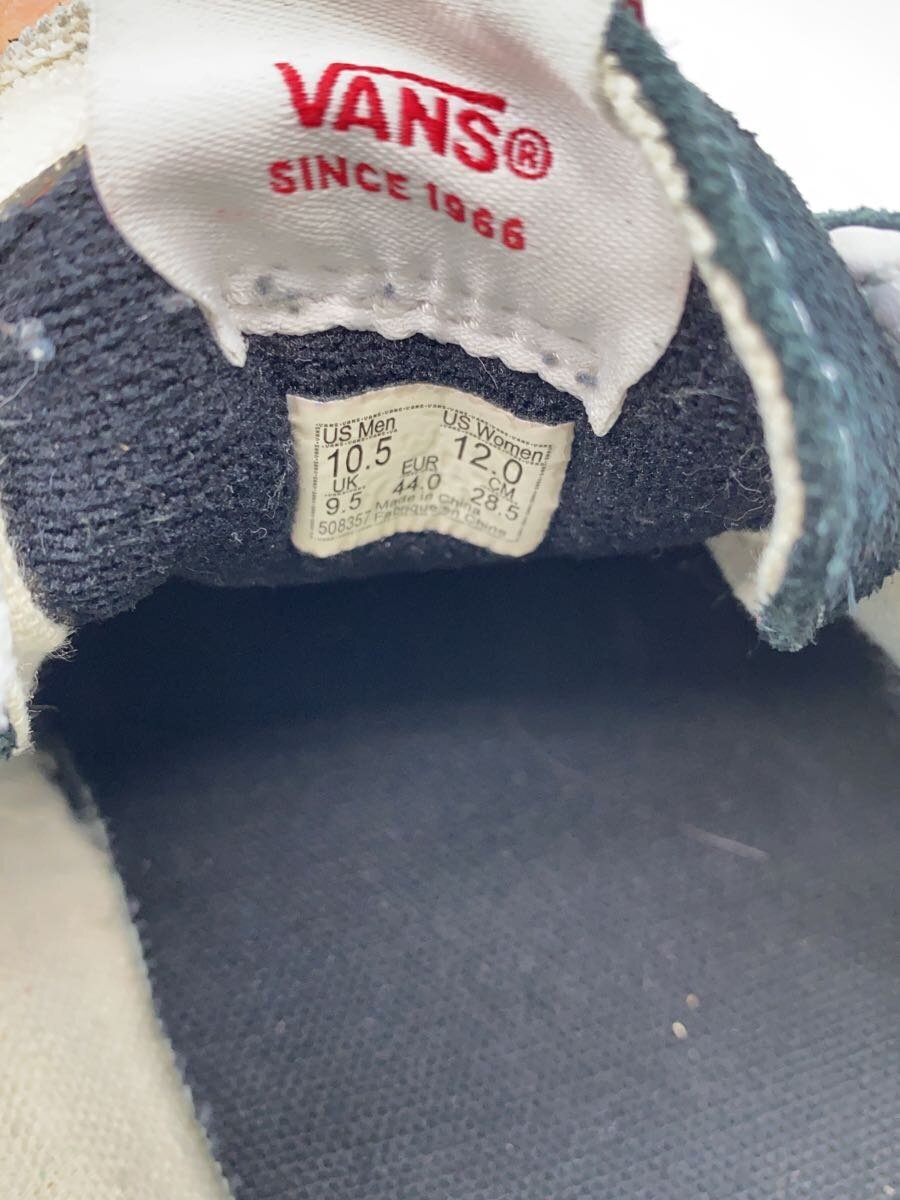 VANS®
SINCE 1966
US Men US Women
10.5 12.0
UK EUR CM
9.5 44.0 28.5
Made in China
508357 Fabrique en Chine